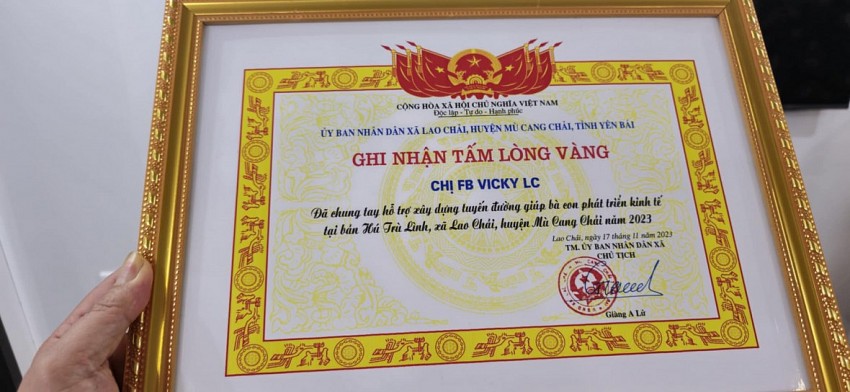 CỘNG HÒA XÃ HỘI CHỦ NGHĨA VIỆT NAM
Độc lập - Tự do - Hạnh phúc
ỦY BAN NHÂN DÂN XÃ LAO CHẢI, HUYỆN MÙ CANG CHẢI, TỈNH YÊN BÁI
GHI NHẬN TẤM LÒNG VÀNG
CHỊ FB VICKY LC
Đã chung tay hỗ trợ xây dựng tuyến đường giúp bà con phát triển kinh tế
tại bản Hú Trù Lình, xã Lao Chải, huyện Mù Cang Chải năm 2023
Lao Chải, ngày 17 tháng 11 năm 2023
TM. ỦY BAN NHÂN DÂN XÃ
CHỦ TỊCH
Giàng A Lử